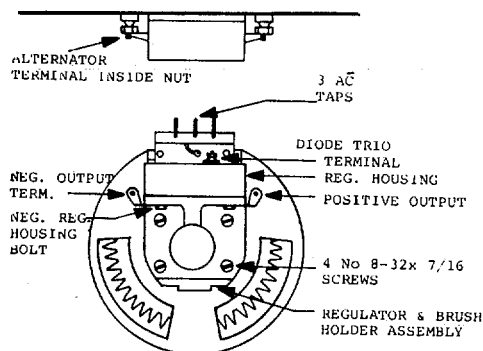 ALTERNATOR
TERMINAL INSIDE NUT
3 AC
TAPS
DIODE TRIO
TERMINAL
REG. HOUSING
POSITIVE OUTPUT
NEG. OUTPUT
TERM.
NEG. REG.
HOUSING
BOLT
4 No 8-32x 7/16
SCREWS
REGULATOR & BRUSH
HOLDER ASSEMBLY